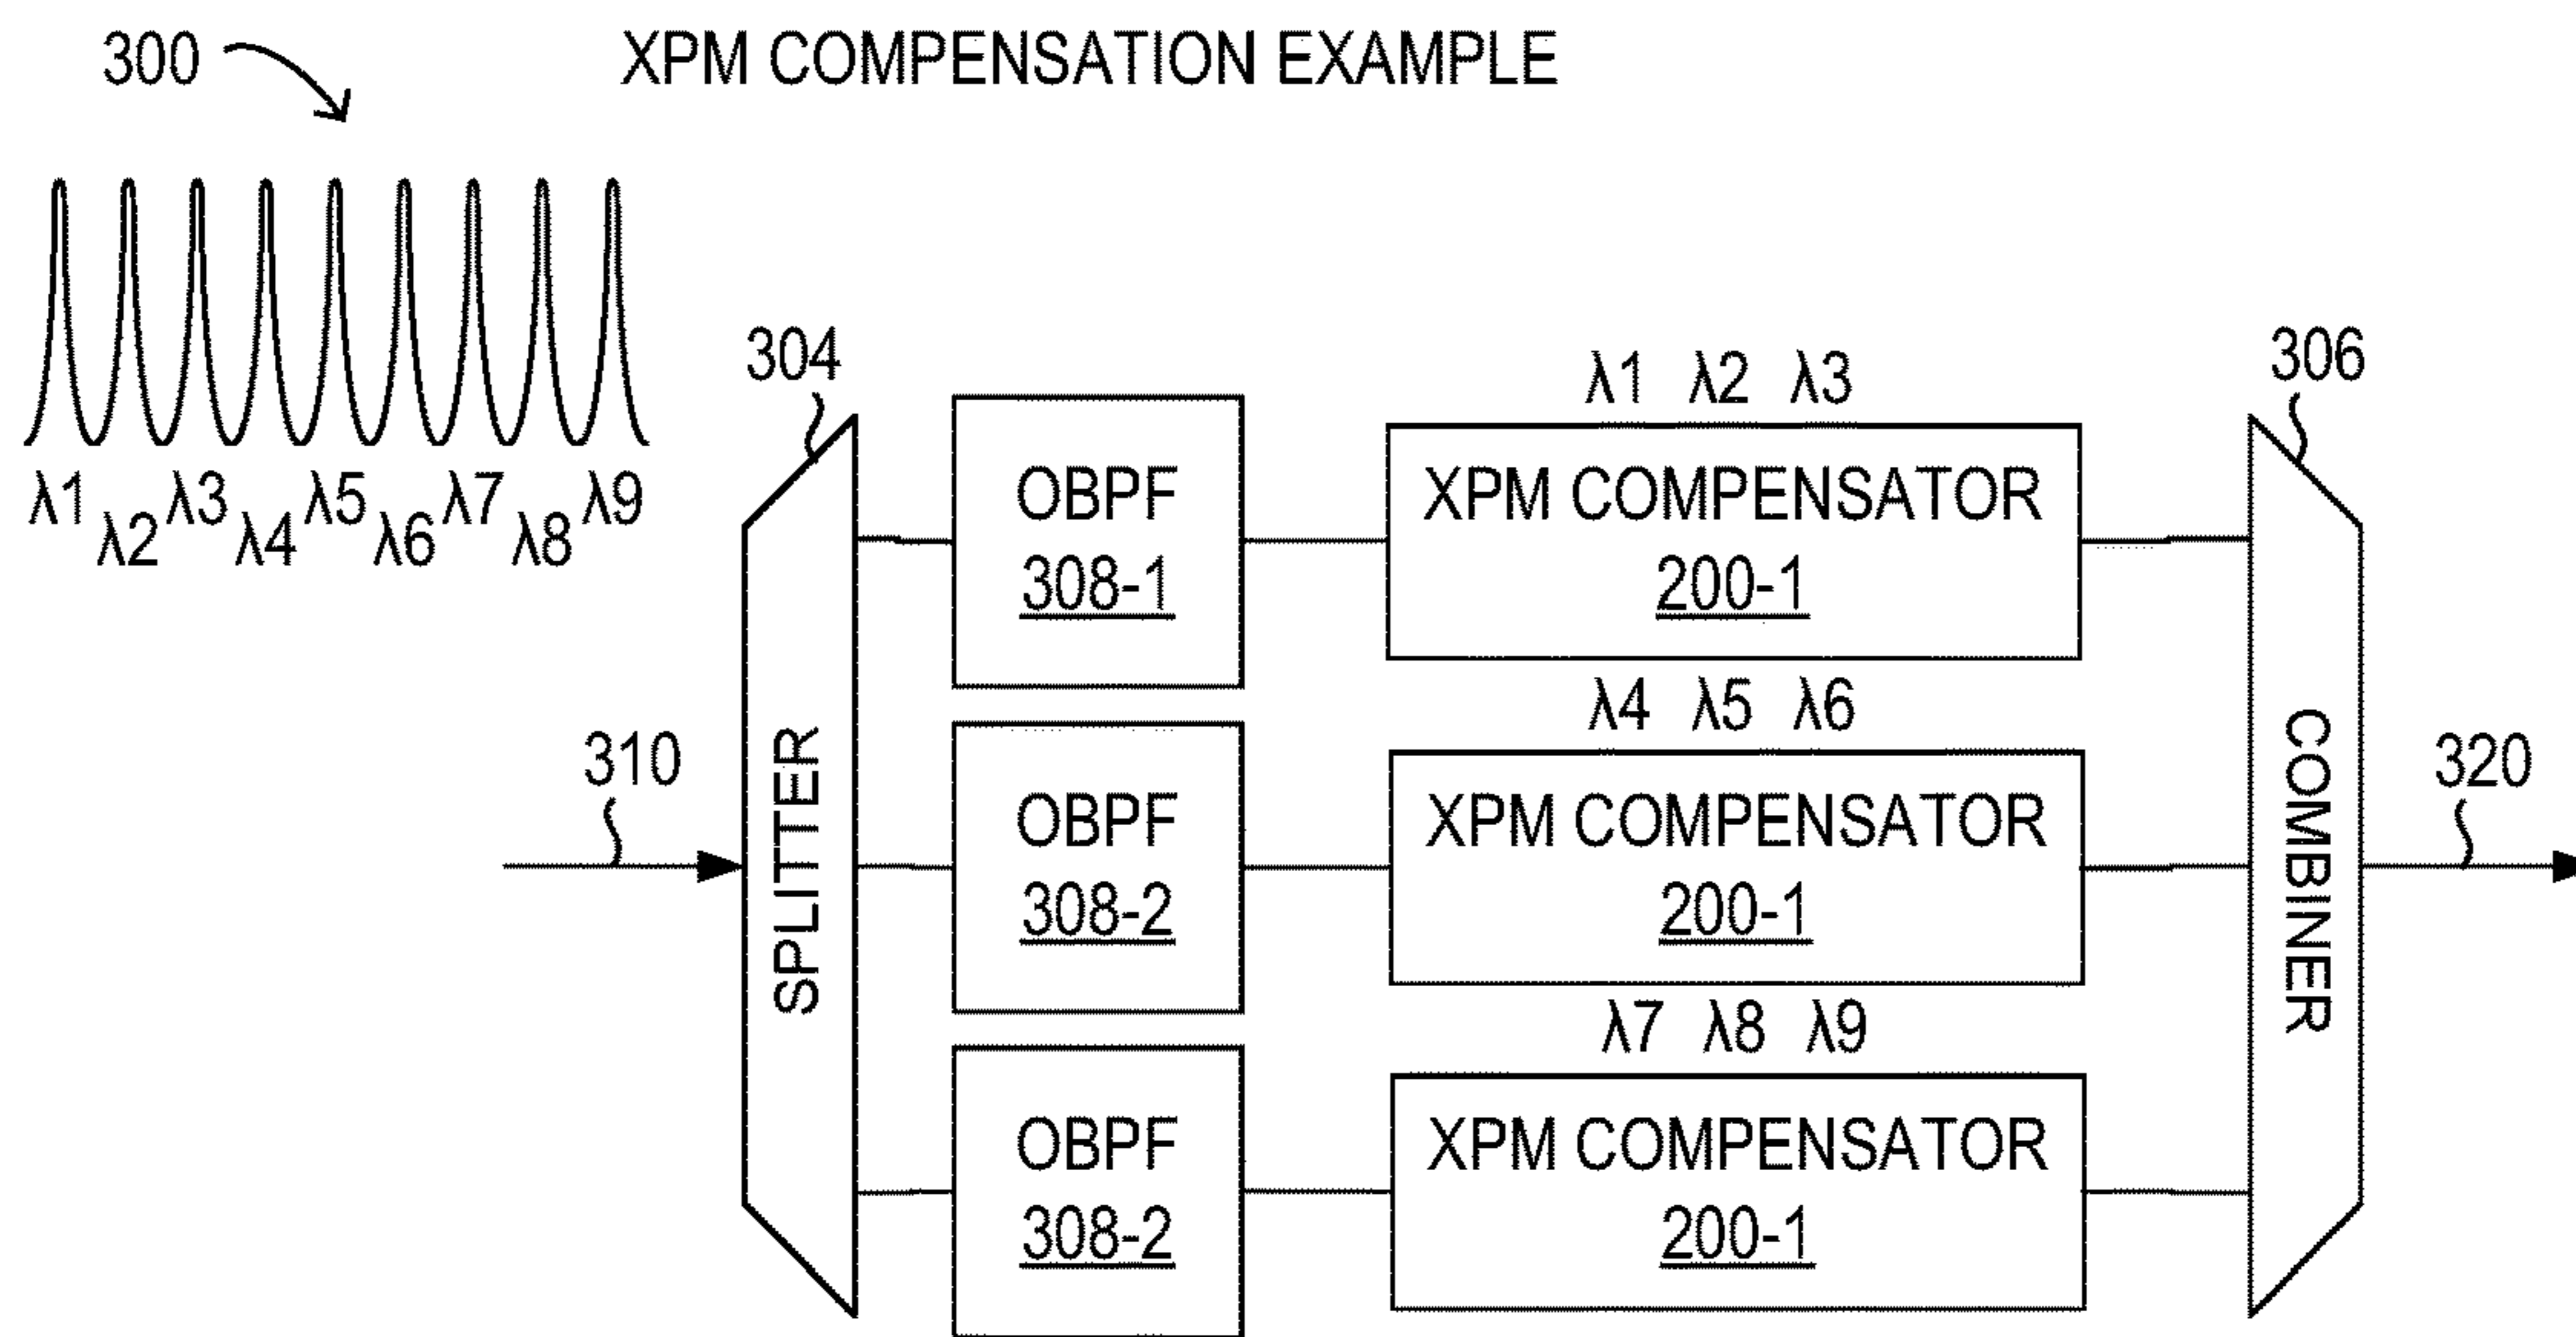 300
XPM COMPENSATION EXAMPLE
λ1 λ2 λ3 λ4 λ5 λ6 λ7 λ8 λ9
304
306
λ1 λ2 λ3
OBPF
308-1
XPM COMPENSATOR
200-1
310
SPLITTER
λ4 λ5 λ6
OBPF
308-2
XPM COMPENSATOR
200-1
COMBINER
320
λ7 λ8 λ9
OBPF
308-2
XPM COMPENSATOR
200-1